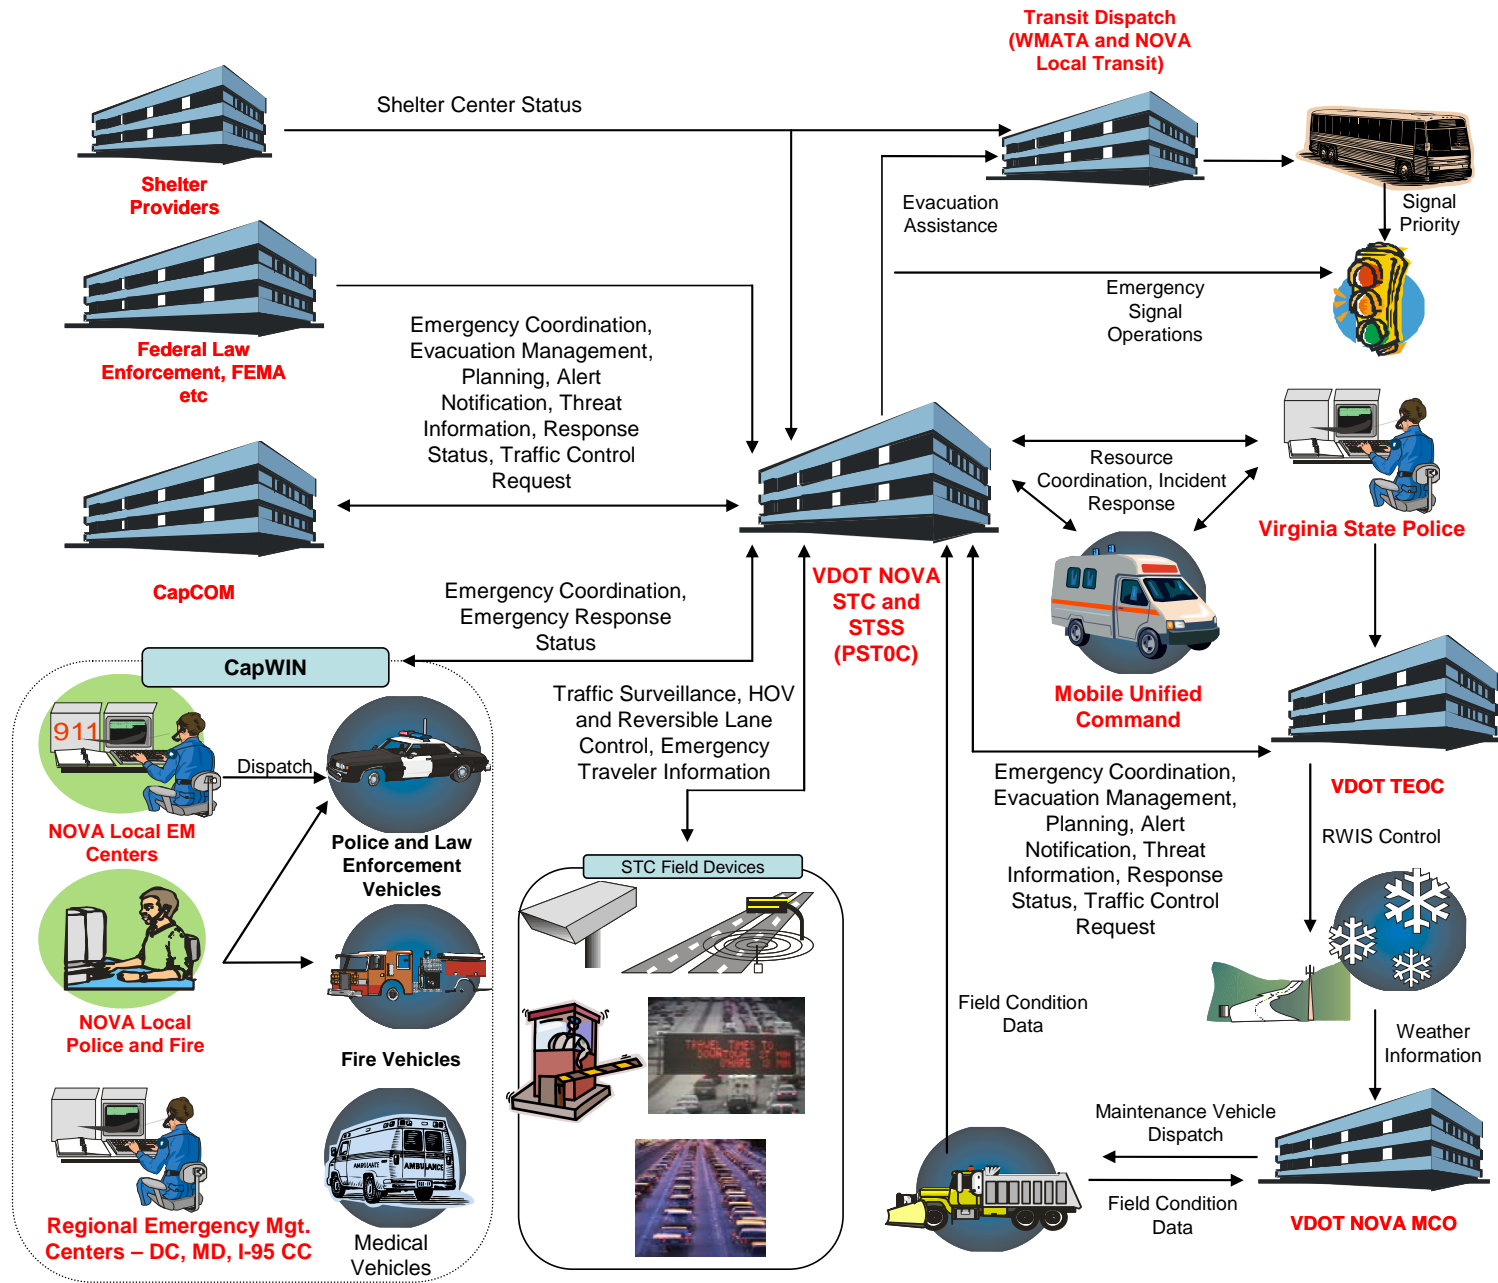 Transit Dispatch
(WMATA and NOVA
Local Transit)
Shelter Center Status
Shelter
Providers
Evacuation
Assistance
Signal
Priority
Emergency
Signal
Operations
Federal Law
Enforcement, FEMA
etc
Emergency Coordination,
Evacuation Management,
Planning, Alert
Notification, Threat
Information, Response
Status, Traffic Control
Request
Resource
Coordination, Incident
Response
Virginia State Police
CapCOM
Emergency Coordination,
Emergency Response
Status
VDOT NOVA
STC and
STSS
(PST0C)
Mobile Unified
Command
CapWIN
911
Dispatch
NOVA Local EM
Centers
Police and Law
Enforcement
Vehicles
NOVA Local
Police and Fire
Fire Vehicles
AMBULANCE
AMBULANCE
Regional Emergency Mgt.
Centers – DC, MD, I-95 CC
Medical
Vehicles
Traffic Surveillance, HOV
and Reversible Lane
Control, Emergency
Traveler Information
STC Field Devices
TRAVEL TIMES TO
Emergency Coordination,
Evacuation Management,
Planning, Alert
Notification, Threat
Information, Response
Status, Traffic Control
Request
VDOT TEOC
RWIS Control
Field Condition
Data
Weather
Information
Maintenance Vehicle
Dispatch
Field Condition
Data
VDOT NOVA MCO